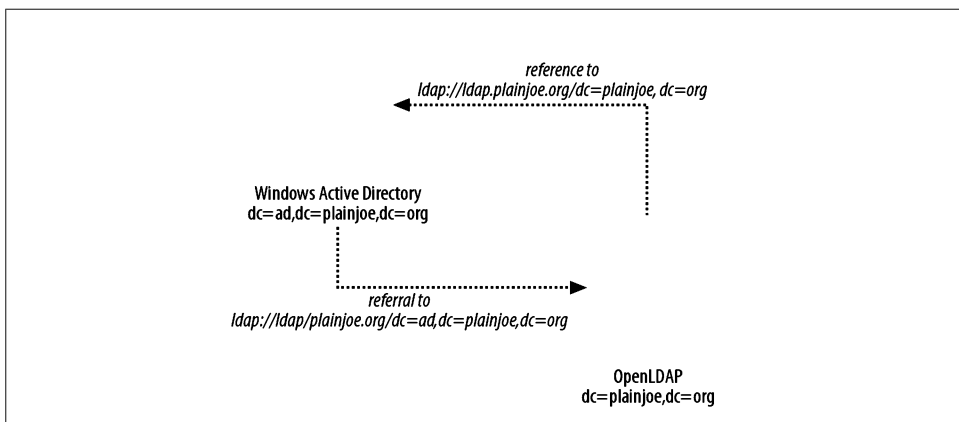 reference to
ldap://ldap.plainjoe.org/dc=plainjoe, dc=org
Windows Active Directory
dc=ad,dc=plainjoe,dc=org
referral to
ldap://ldap/plainjoe.org/dc=ad,dc=plainjoe,dc=org
OpenLDAP
dc=plainjoe,dc=org